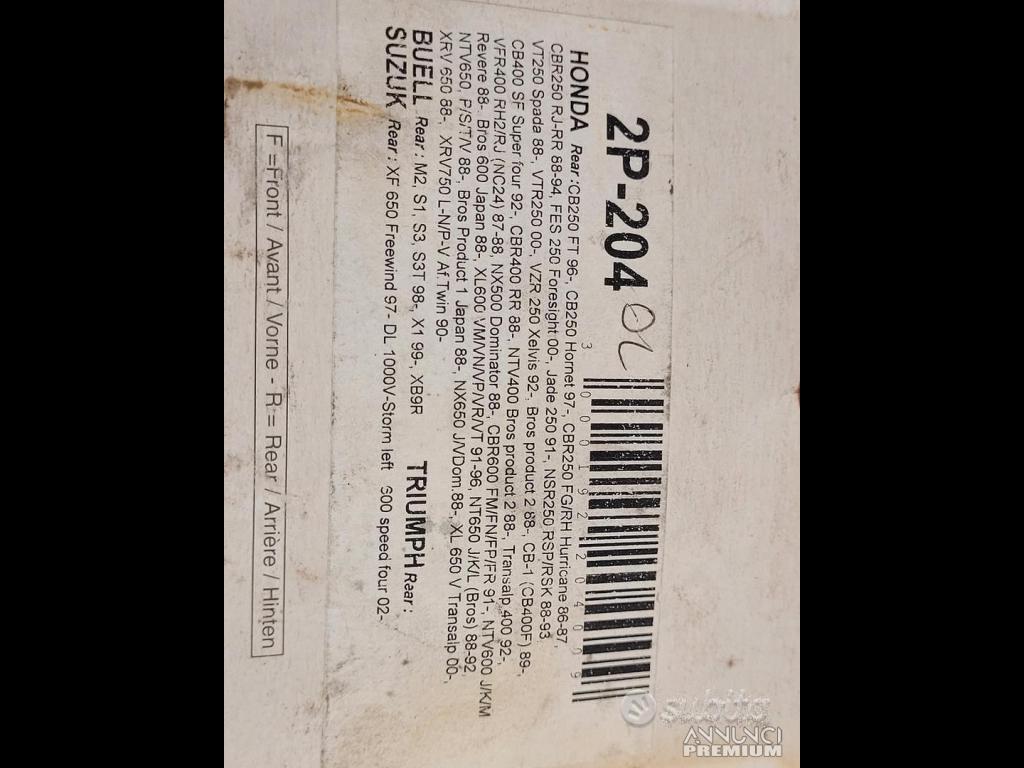 2P-204
3 000192 204009
HONDA Rear :CB250 FT 96-, CB250 Hornet 97-, CBR250 FG/RH Hurricane 86-87,
CBR250 RJ-RR 88-94, FES 250 Foresight 00-, Jade 250 91-, NSR250 RSP/RSK 88-93
VT250 Spada 88-, VTR250 00-, VZR 250 Xelvis 92-, Bros product 2 88-, CB-1 (CB400F) 89-,
CB400 SF Super four 92-, CBR400 RR 88-, NTV400 Bros product 2 88-, Transalp 400 92-,
VFR400 RH2/RJ (NC24) 87-88, NX500 Dominator 88-, CBR600 FM/FN/FP/FR 91-, NTV600 J/K/M
Revere 88-, Bros 600 Japan 88-, XL600 VM/VN/VP/VR/VT 91-96, NT650 J/K/L (Bros) 88-92,
NTV650, P/S/T/V 88-, Bros Product 1 Japan 88-, NX650 J/VDom.88-, XL 650 V Transalp 00-,
XRV 650 88-, XRV750 L-N/P-V Af.Twin 90-
BUELL Rear : M2, S1, S3, S3T 98-, X1 99-, XB9R TRIUMPH Rear :
SUZUK Rear : XF 650 Freewind 97- DL 1000V-Storm left 600 speed four 02-
F =Front / Avant / Vorne - R = Rear / Arrière / Hinten
subito
ANNUNCI
PREMIUM